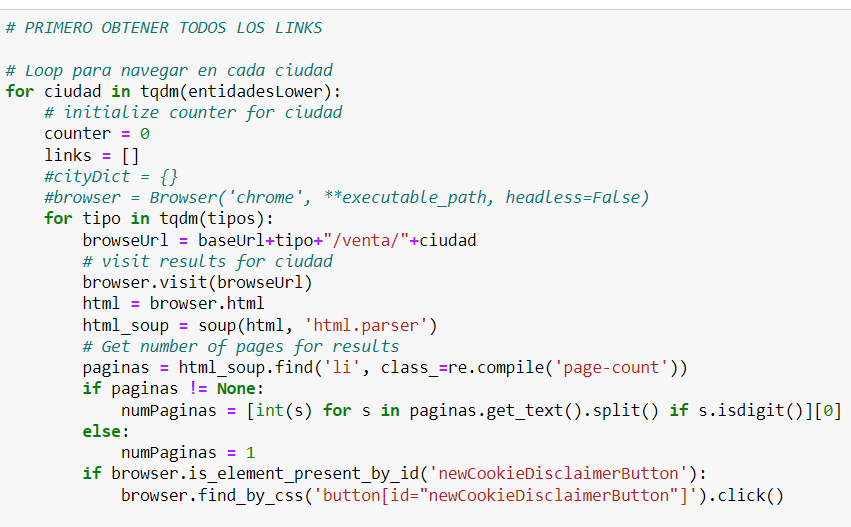 # PRIMERO OBTENER TODOS LOS LINKS
# Loop para navegar en cada ciudad
for ciudad in tqdm(entidadesLower):
    # initialize counter for ciudad
    counter = 0
    links = []
    #cityDict = {}
    #browser = Browser('chrome', **executable_path, headless=False)
    for tipo in tqdm(tipos):
        browseUrl = baseUrl+tipo+"/venta/"+ciudad
        # visit results for ciudad
        browser.visit(browseUrl)
        html = browser.html
        html_soup = soup(html, 'html.parser')
        # Get number of pages for results
        paginas = html_soup.find('li', class_=re.compile('page-count'))
        if paginas != None:
            numPaginas = [int(s) for s in paginas.get_text().split() if s.isdigit()][0]
        else:
            numPaginas = 1
        if browser.is_element_present_by_id('newCookieDisclaimerButton'):
            browser.find_by_css('button[id="newCookieDisclaimerButton"]').click()